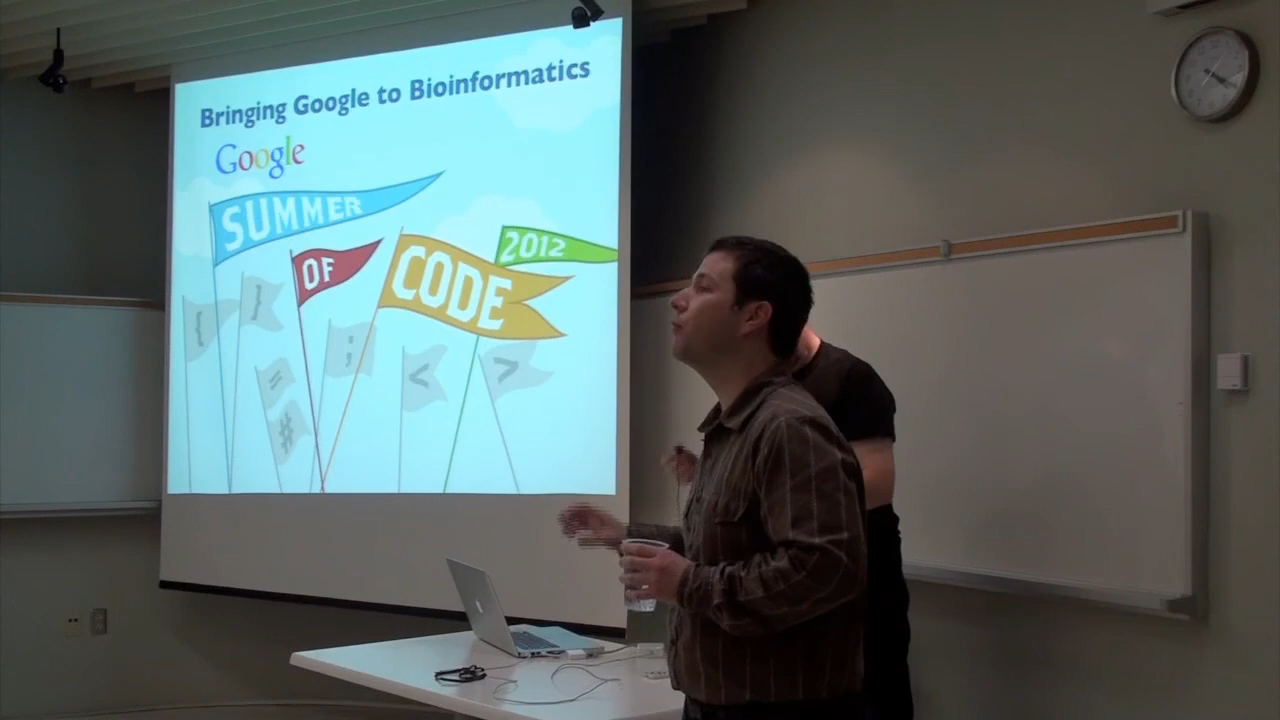 Bringing Google to Bioinformatics
Google
SUMMER
OF
CODE
2012
{
}
=
#
;
<
>